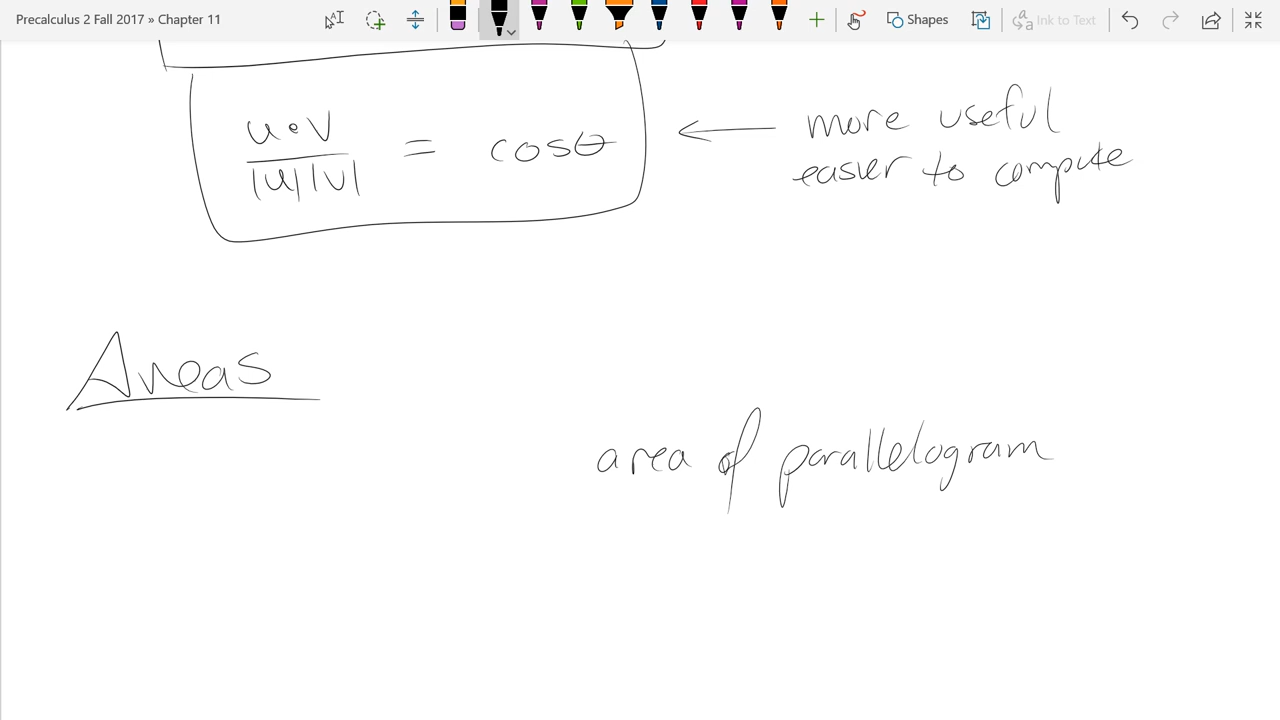 Precalculus 2 Fall 2017 » Chapter 11
Shapes
Ink to Text
u•v
|u||v|
= cosθ
more useful
easier to compute
Areas
area of parallelogram